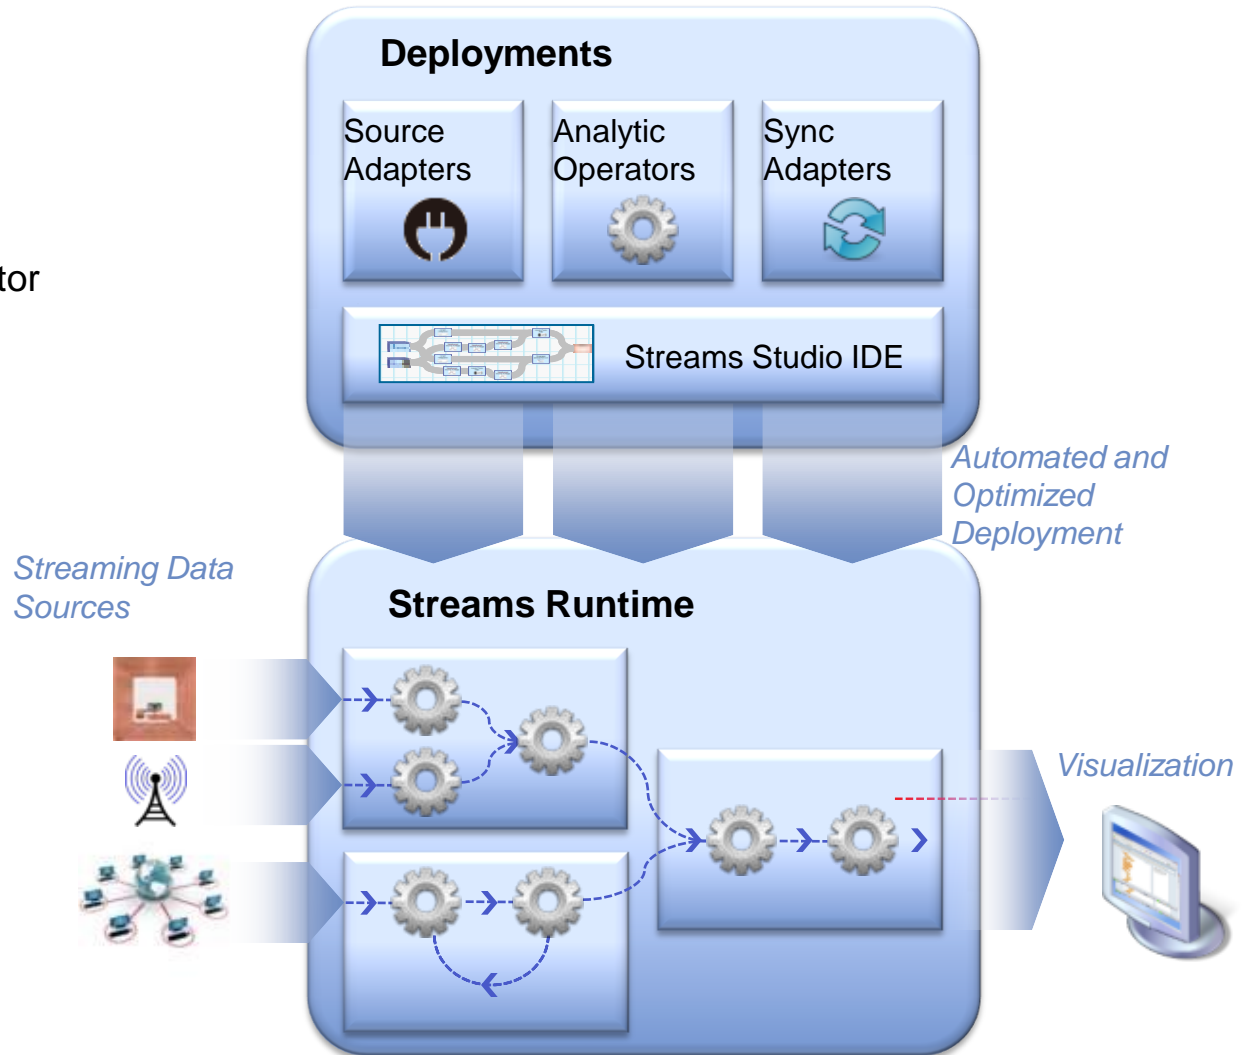 Deployments
Source
Adapters
Analytic
Operators
Sync
Adapters
tor
Streams Studio IDE
Automated and
Optimized
Deployment
Streaming Data
Sources
Streams Runtime
Visualization